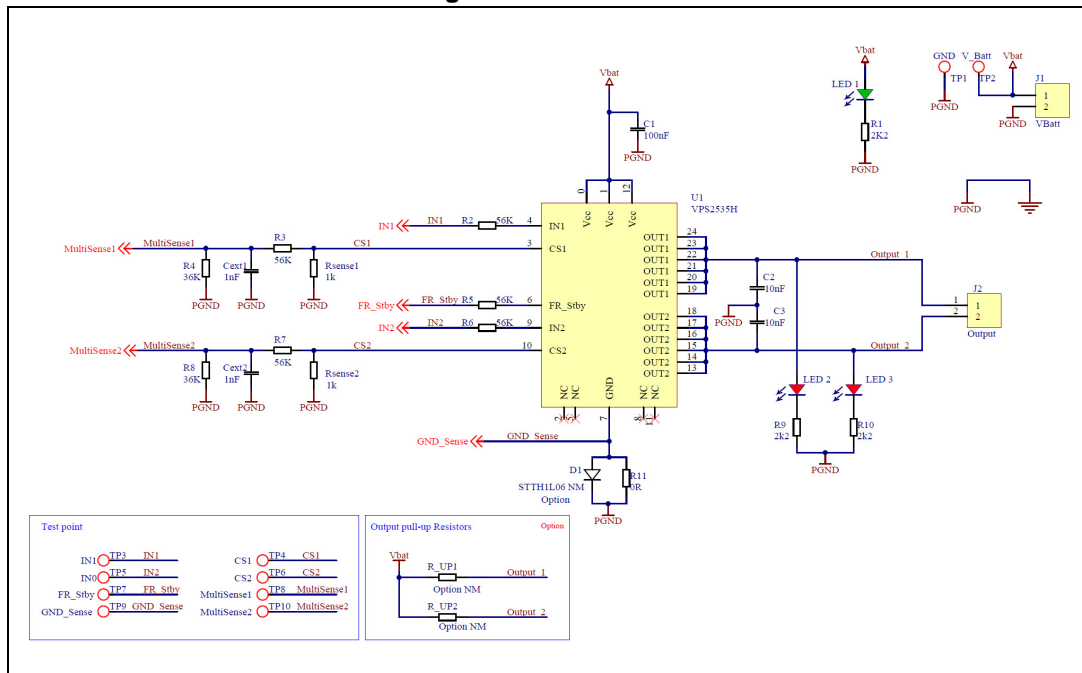 Vbat
GND V_Batt Vbat
TP1 TP2
J1
1
2
VBatt
PGND
PGND
LED 1
R1
2K2
PGND
Vbat
C1
100nF
PGND
PGND
U1
VPS2535H
0 1 12
Vcc Vcc Vcc
IN1 IN1 R2 56K 4 IN1
MultiSense1 MultiSense1 R3 56K CS1 3 CS1
R4
36K
Cext1
1nF
Rsense1
1k
PGND PGND PGND
FR_Stby FR_Stby R5 56K 6 FR_Stby
IN2 IN2 R6 56K 9 IN2
MultiSense2 MultiSense2 R7 56K CS2 10 CS2
R8
36K
Cext2
1nF
Rsense2
1k
PGND PGND PGND
OUT1 24
OUT1 23
OUT1 22
OUT1 21
OUT1 20
OUT1 19
OUT2 18
OUT2 17
OUT2 16
OUT2 15
OUT2 14
OUT2 13
Output_1
C2
10nF
PGND
C3
10nF
Output_2
J2
1
2
Output
LED 2 LED 3
R9
2k2
R10
2k2
PGND
NC NC GND NC NC
2 5 7 8 11
GND_Sense GND_Sense
D1
STTH1L06 NM
Option
R11
0R
PGND
Test point
IN1 TP3 IN1
IN0 TP5 IN2
FR_Stby TP7 FR_Stby
GND_Sense TP9 GND_Sense
CS1 TP4 CS1
CS2 TP6 CS2
MultiSense1 TP8 MultiSense1
MultiSense2 TP10 MultiSense2
Output pull-up Resistors Option
Vbat
R_UP1 Output_1
Option NM
R_UP2 Output_2
Option NM